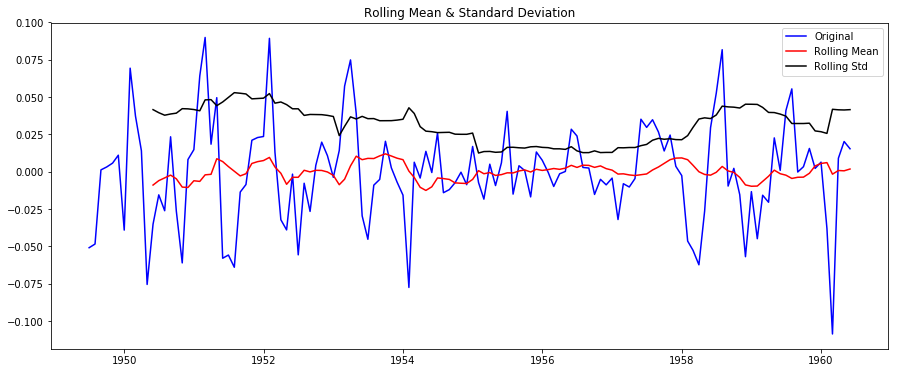 Rolling Mean & Standard Deviation
Original
Rolling Mean
Rolling Std
0.100
0.075
0.050
0.025
0.000
−0.025
−0.050
−0.075
−0.100
1950 1952 1954 1956 1958 1960